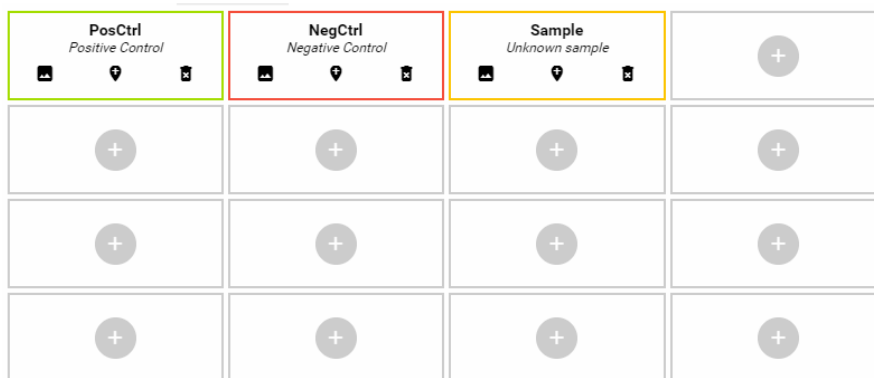 PosCtrl
Positive Control
NegCtrl
Negative Control
Sample
Unknown sample